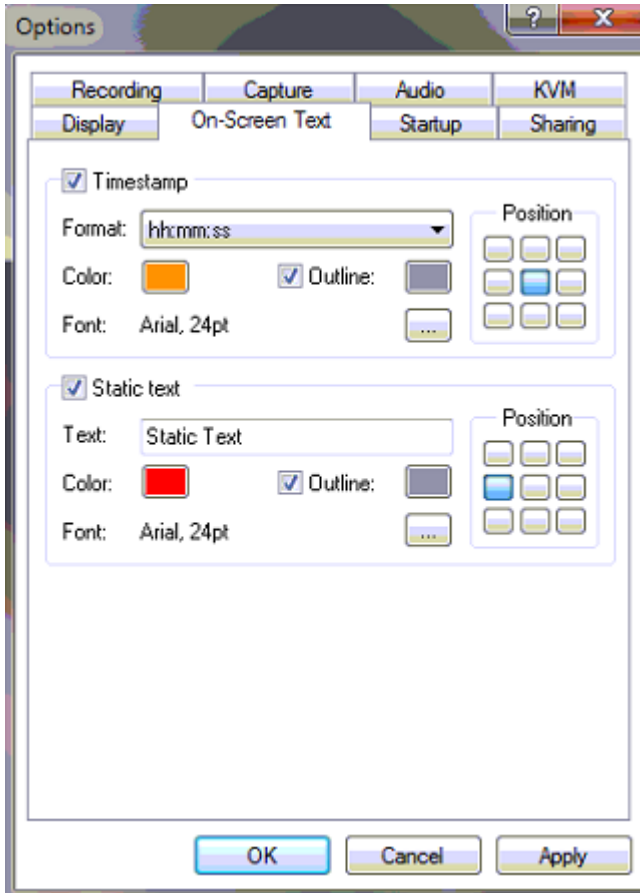 Options
? X
Recording Capture Audio KVM
Display On-Screen Text Startup Sharing
Timestamp
Position
Format: hh:mm:ss
Color: Outline:
Font: Arial, 24pt ...
Static text
Position
Text: Static Text
Color: Outline:
Font: Arial, 24pt ...
OK Cancel Apply